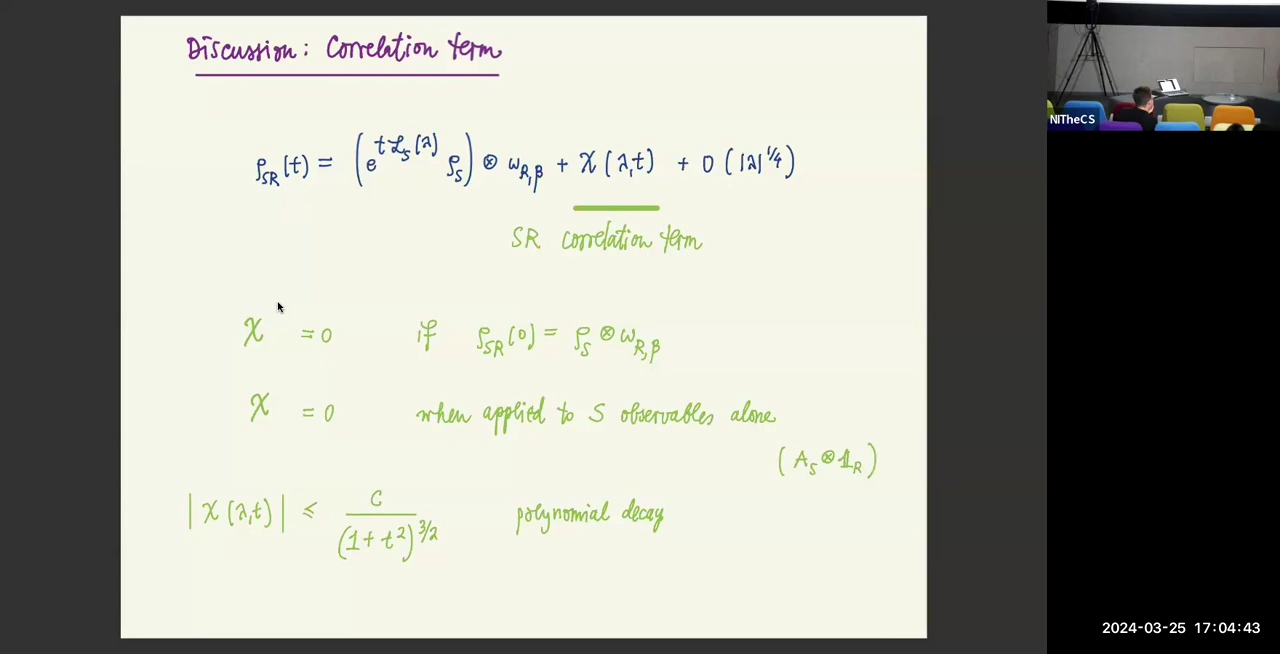 Discussion: Correlation term
ρ_SR(t) = (e^{tℒ_S(λ)} ρ_S) ⊗ ω_{R,β} + χ(λ,t) + O(|λ|^{1/4})
SR correlation term
χ = 0 if ρ_SR(0) = ρ_S ⊗ ω_{R,β}
χ = 0 when applied to S observables alone
(A_S ⊗ 𝟙_R)
|χ(λ,t)| ≤ C/(1+t²)^{3/2} polynomial decay
NITheCS
2024-03-25 17:04:43